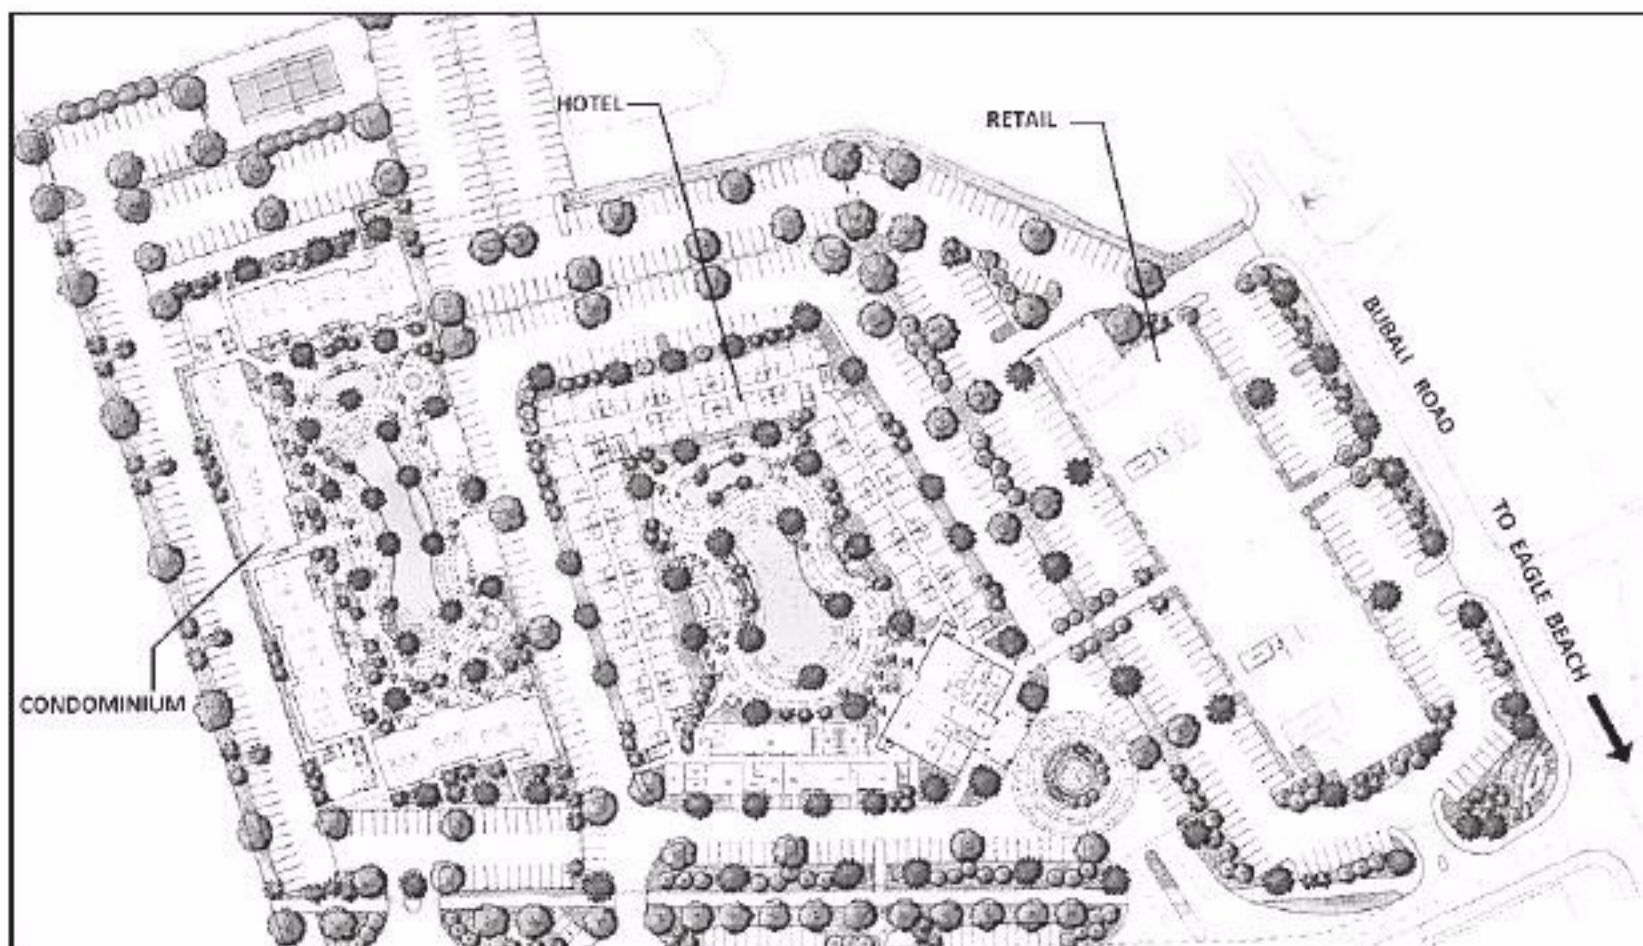 HOTEL
RETAIL
BUBALI ROAD
TO EAGLE BEACH
CONDOMINIUM